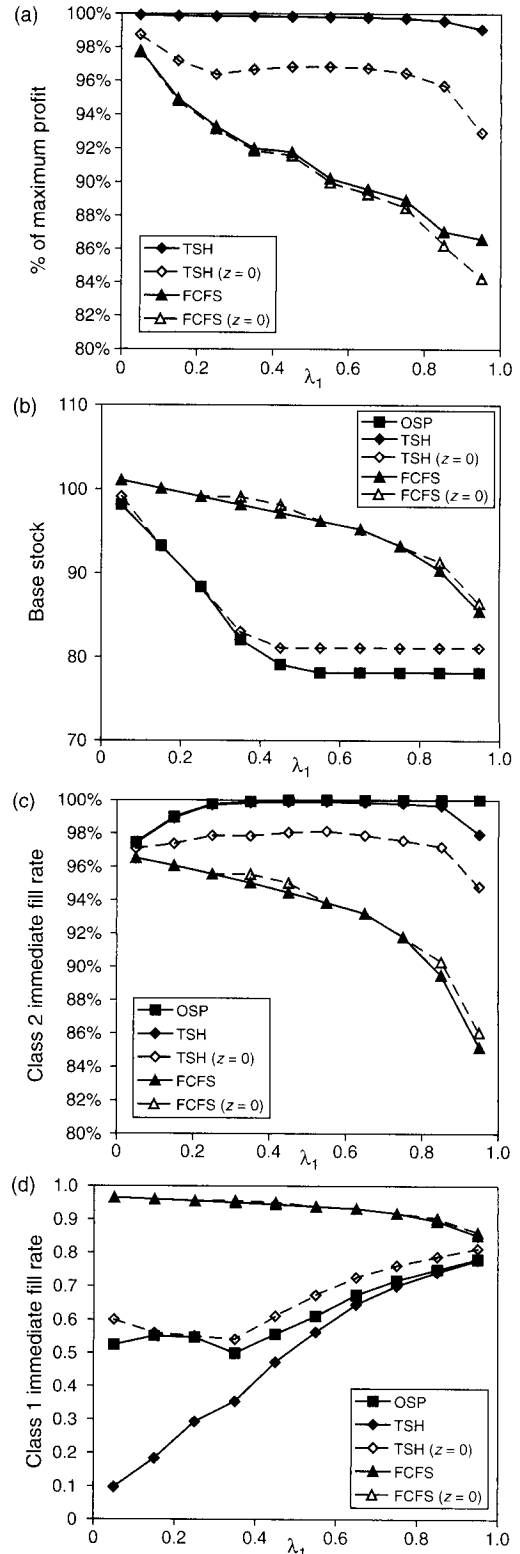 (a)
100%
98%
96%
94%
92%
90%
88%
86%
84%
82%
80%
% of maximum profit
TSH
TSH (z = 0)
FCFS
FCFS (z = 0)
0 0.2 0.4 0.6 0.8 1.0
λ1
(b)
110
100
90
80
70
Base stock
OSP
TSH
TSH (z = 0)
FCFS
FCFS (z = 0)
0 0.2 0.4 0.6 0.8 1.0
λ1
(c)
100%
98%
96%
94%
92%
90%
88%
86%
84%
82%
80%
Class 2 immediate fill rate
OSP
TSH
TSH (z = 0)
FCFS
FCFS (z = 0)
0 0.2 0.4 0.6 0.8 1.0
λ1
(d)
1.0
0.9
0.8
0.7
0.6
0.5
0.4
0.3
0.2
0.1
0
Class 1 immediate fill rate
OSP
TSH
TSH (z = 0)
FCFS
FCFS (z = 0)
0 0.2 0.4 0.6 0.8 1.0
λ1